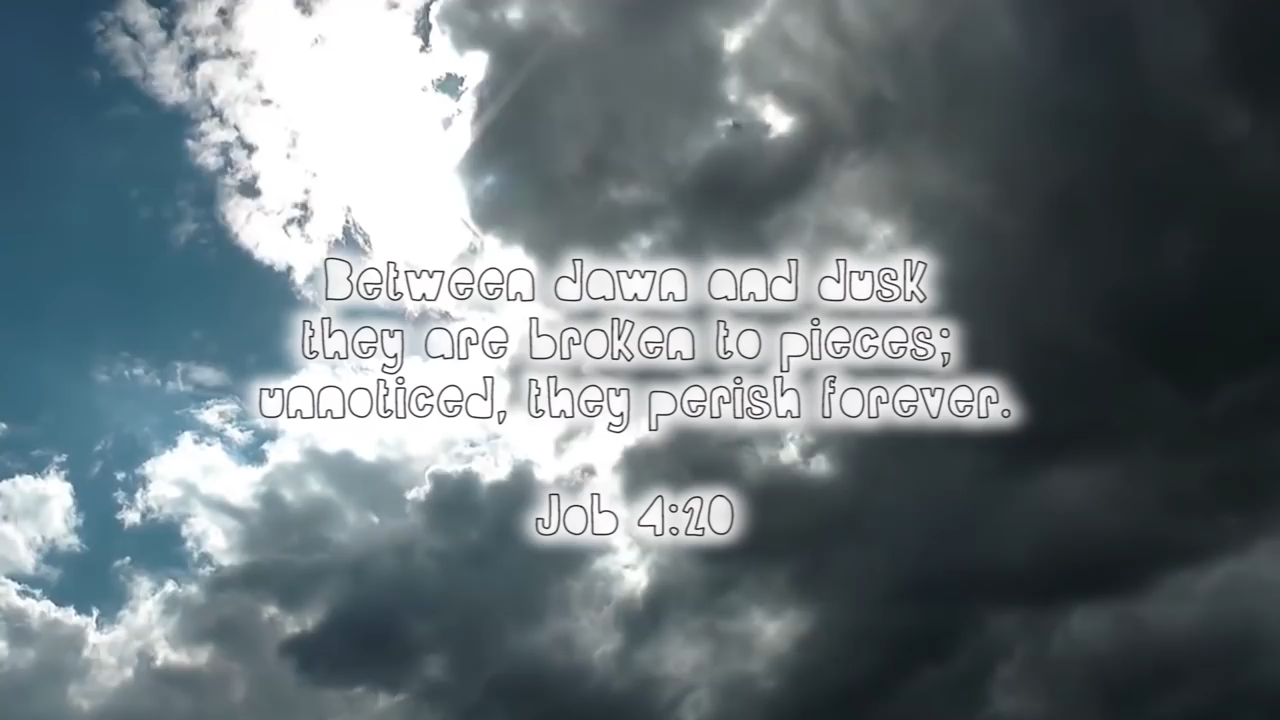 Between dawn and dusk
they are broken to pieces;
unnoticed, they perish forever.
Job 4:20